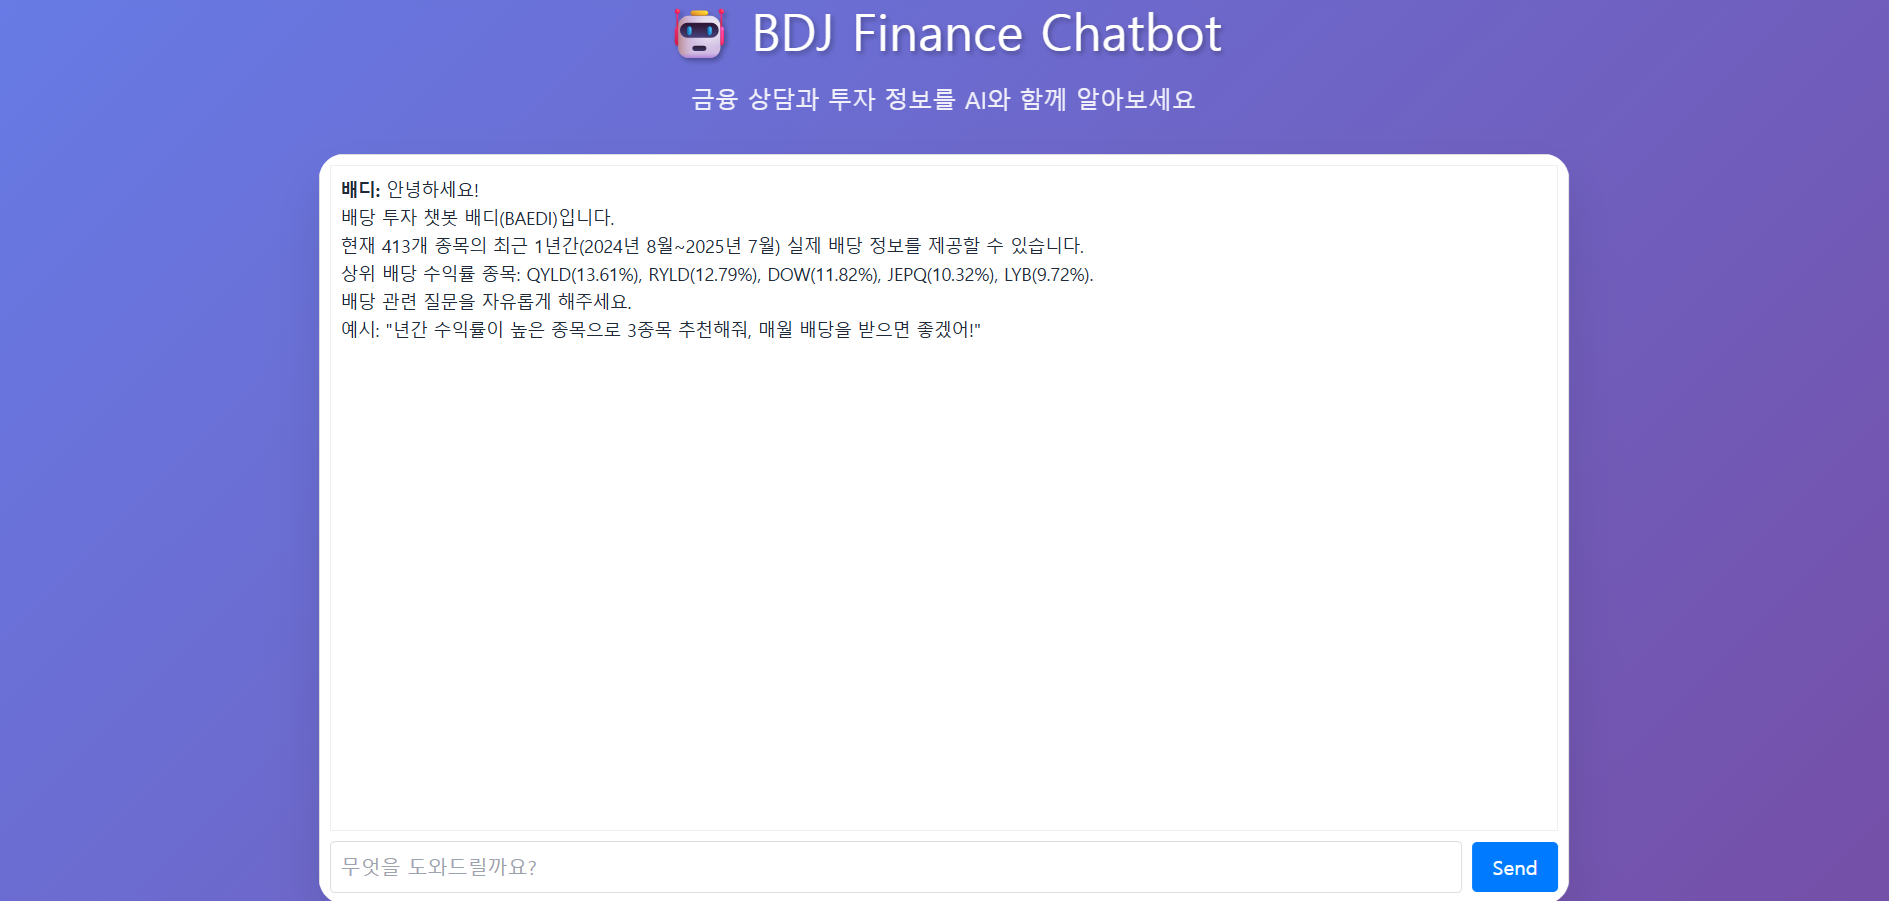 BDJ Finance Chatbot
금융 상담과 투자 정보를 AI와 함께 알아보세요
배디: 안녕하세요!
배당 투자 챗봇 배디(BAEDI)입니다.
현재 413개 종목의 최근 1년간(2024년 8월~2025년 7월) 실제 배당 정보를 제공할 수 있습니다.
상위 배당 수익률 종목: QYLD(13.61%), RYLD(12.79%), DOW(11.82%), JEPQ(10.32%), LYB(9.72%).
배당 관련 질문을 자유롭게 해주세요.
예시: "년간 수익률이 높은 종목으로 3종목 추천해줘, 매월 배당을 받으면 좋겠어!"
무엇을 도와드릴까요?
Send